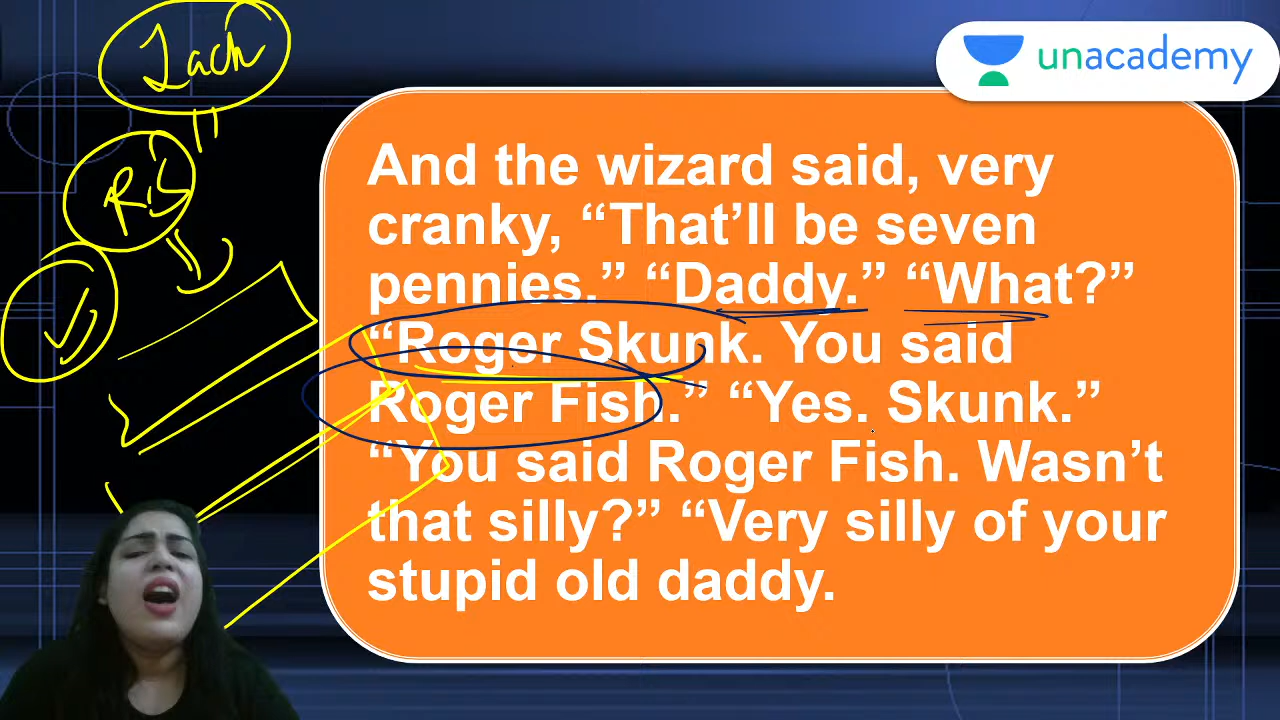 Jack
R.S
unacademy
And the wizard said, very
cranky, “That’ll be seven
pennies.” “Daddy.” “What?”
“Roger Skunk. You said
Roger Fish.” “Yes. Skunk.”
“You said Roger Fish. Wasn’t
that silly?” “Very silly of your
stupid old daddy.